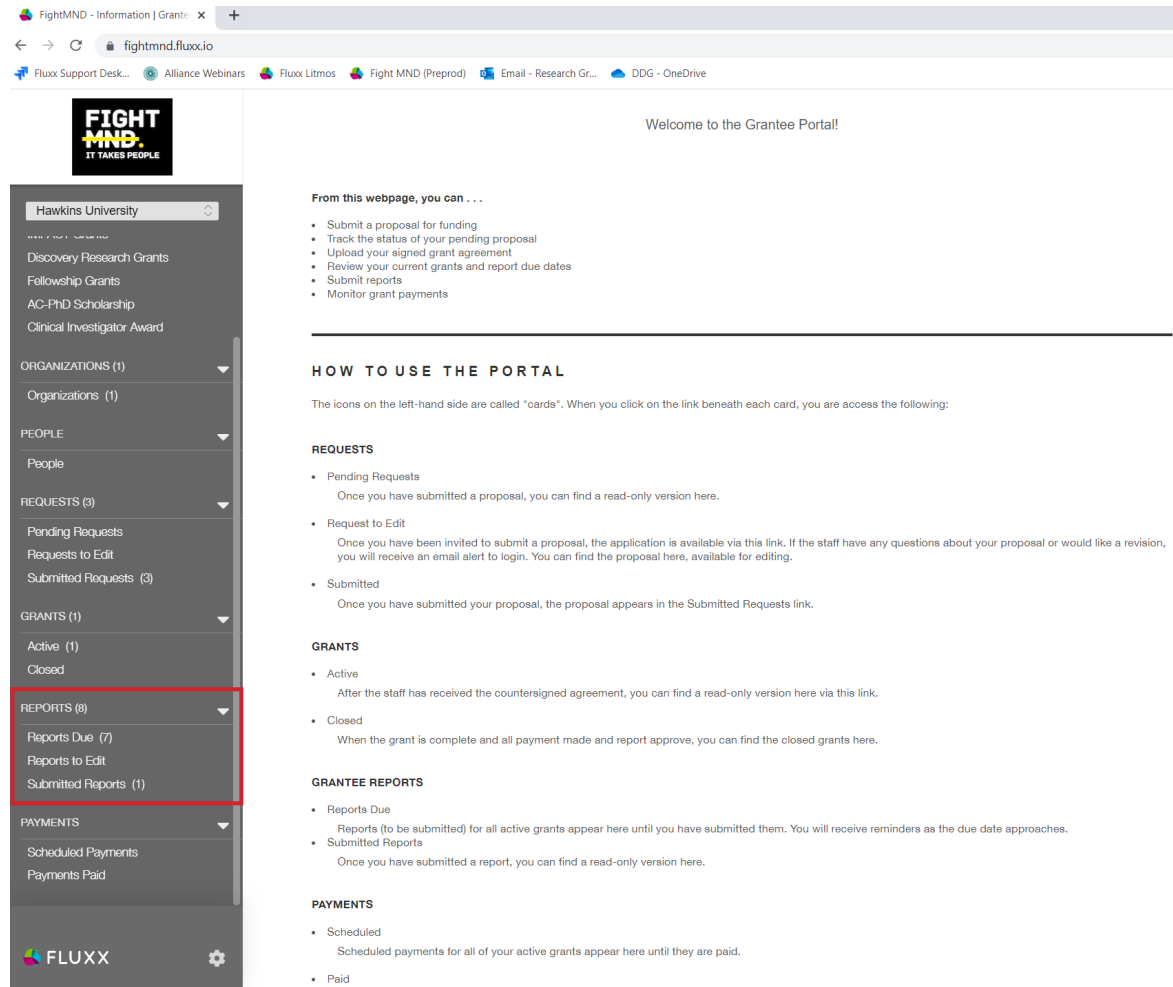 FightMND - Information | Grante
fightmnd.fluxx.io
Fluxx Support Desk...
Alliance Webinars
Fluxx Litmos
Fight MND (Preprod)
Email - Research Gr...
DDG - OneDrive
FIGHT
MND.
IT TAKES PEOPLE
Hawkins University
Discovery Research Grants
Fellowship Grants
AC-PhD Scholarship
Clinical Investigator Award
ORGANIZATIONS (1)
Organizations (1)
PEOPLE
People
REQUESTS (3)
Pending Requests
Requests to Edit
Submitted Requests (3)
GRANTS (1)
Active (1)
Closed
REPORTS (8)
Reports Due (7)
Reports to Edit
Submitted Reports (1)
PAYMENTS
Scheduled Payments
Payments Paid
FLUXX
Welcome to the Grantee Portal!
From this webpage, you can . . .
• Submit a proposal for funding
• Track the status of your pending proposal
• Upload your signed grant agreement
• Review your current grants and report due dates
• Submit reports
• Monitor grant payments
HOW TO USE THE PORTAL
The icons on the left-hand side are called "cards". When you click on the link beneath each card, you are access the following:
REQUESTS
• Pending Requests
Once you have submitted a proposal, you can find a read-only version here.
• Request to Edit
Once you have been invited to submit a proposal, the application is available via this link. If the staff have any questions about your proposal or would like a revision,
you will receive an email alert to login. You can find the proposal here, available for editing.
• Submitted
Once you have submitted your proposal, the proposal appears in the Submitted Requests link.
GRANTS
• Active
After the staff has received the countersigned agreement, you can find a read-only version here via this link.
• Closed
When the grant is complete and all payment made and report approve, you can find the closed grants here.
GRANTEE REPORTS
• Reports Due
Reports (to be submitted) for all active grants appear here until you have submitted them. You will receive reminders as the due date approaches.
• Submitted Reports
Once you have submitted a report, you can find a read-only version here.
PAYMENTS
• Scheduled
Scheduled payments for all of your active grants appear here until they are paid.
• Paid